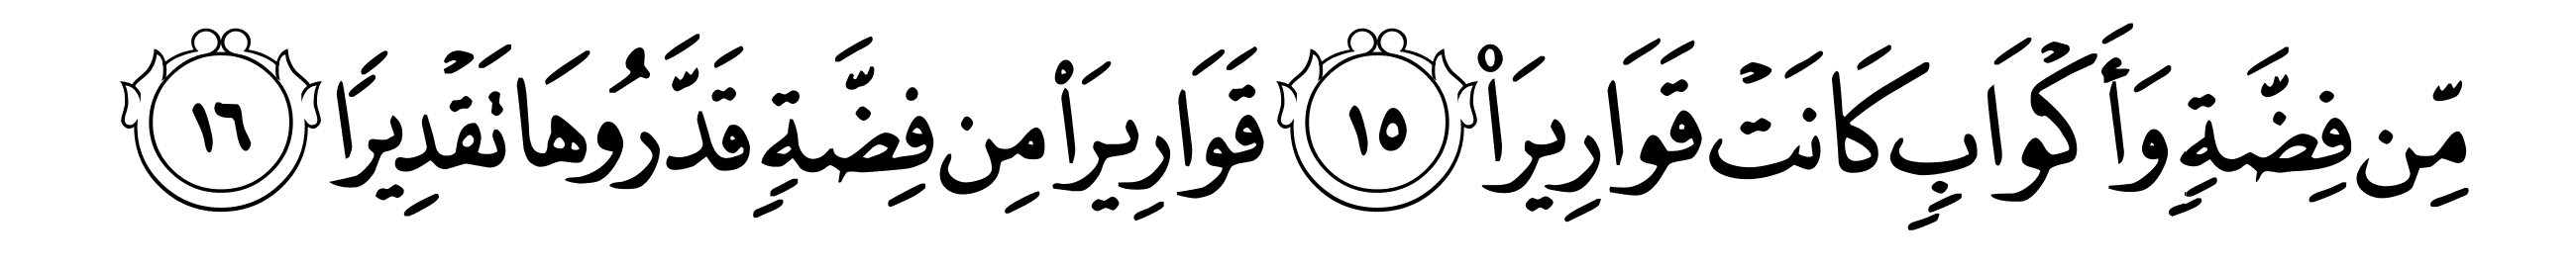 مِّن فِضَّةٍ وَأَكْوَابٍ كَانَتْ قَوَارِيرَا۠ ١٥ قَوَارِيرَا۟ مِن فِضَّةٍ قَدَّرُوهَا تَقْدِيرًا ١٦